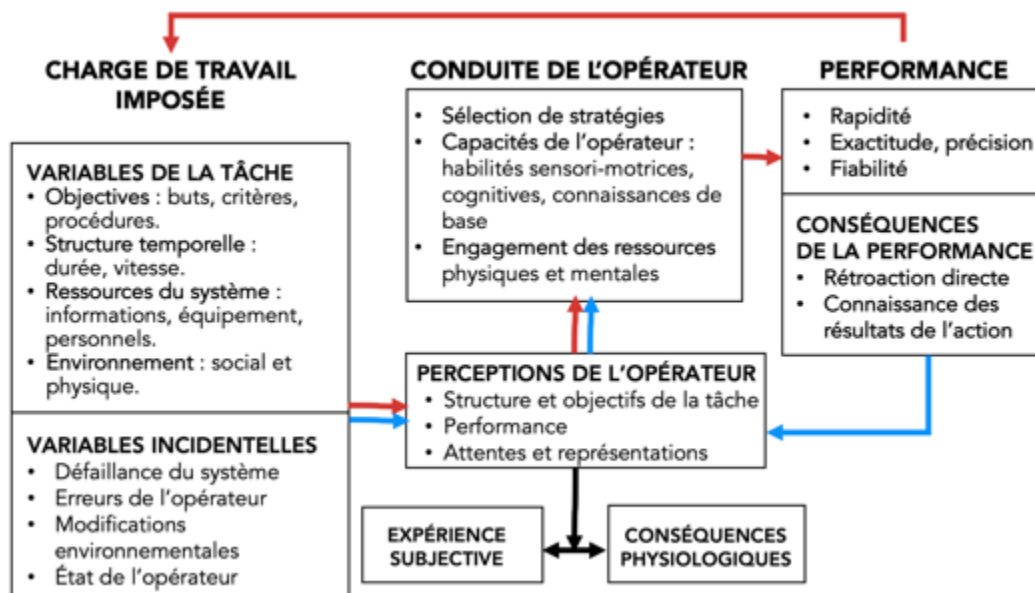 CHARGE DE TRAVAIL
IMPOSÉE
VARIABLES DE LA TÂCHE
• Objectives : buts, critères,
procédures.
• Structure temporelle :
durée, vitesse.
• Ressources du système :
informations, équipement,
personnels.
• Environnement : social et
physique.
VARIABLES INCIDENTELLES
• Défaillance du système
• Erreurs de l'opérateur
• Modifications
environnementales
• État de l'opérateur
CONDUITE DE L'OPÉRATEUR
• Sélection de stratégies
• Capacités de l'opérateur :
habilités sensori-motrices,
cognitives, connaissances de
base
• Engagement des ressources
physiques et mentales
PERCEPTIONS DE L'OPÉRATEUR
• Structure et objectifs de la tâche
• Performance
• Attentes et représentations
EXPÉRIENCE
SUBJECTIVE
CONSÉQUENCES
PHYSIOLOGIQUES
PERFORMANCE
• Rapidité
• Exactitude, précision
• Fiabilité
CONSÉQUENCES
DE LA PERFORMANCE
• Rétroaction directe
• Connaissance des
résultats de l'action